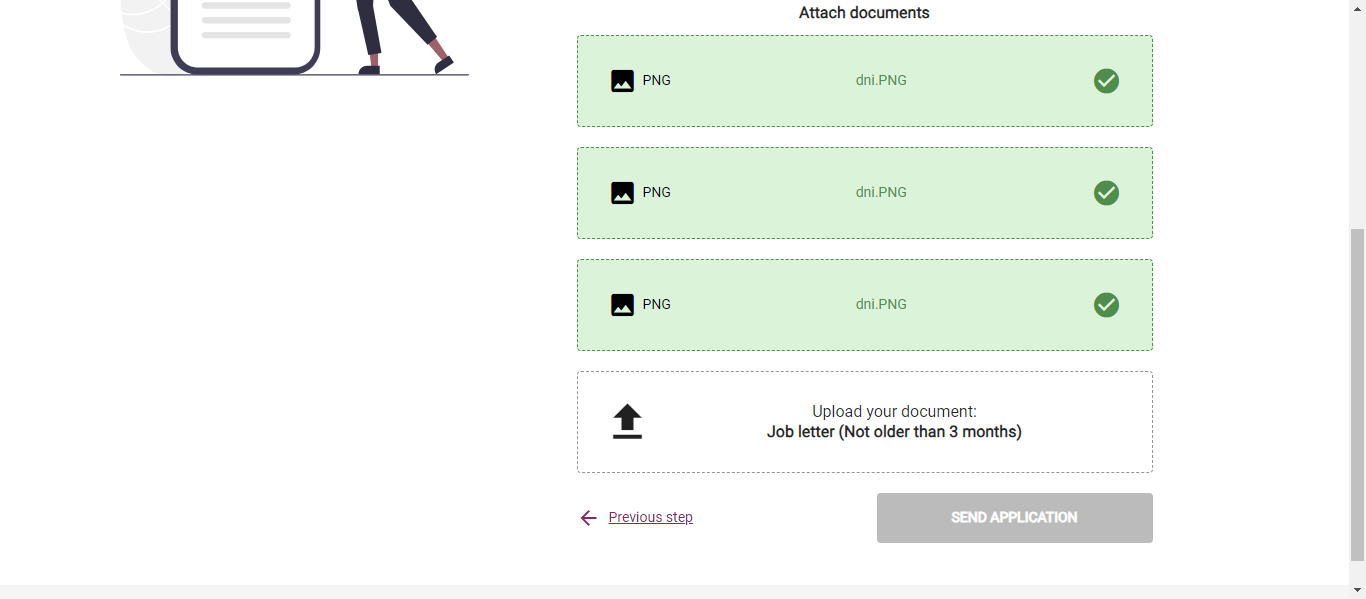 Attach documents
PNG dni.PNG
PNG dni.PNG
PNG dni.PNG
Upload your document:
Job letter (Not older than 3 months)
Previous step SEND APPLICATION